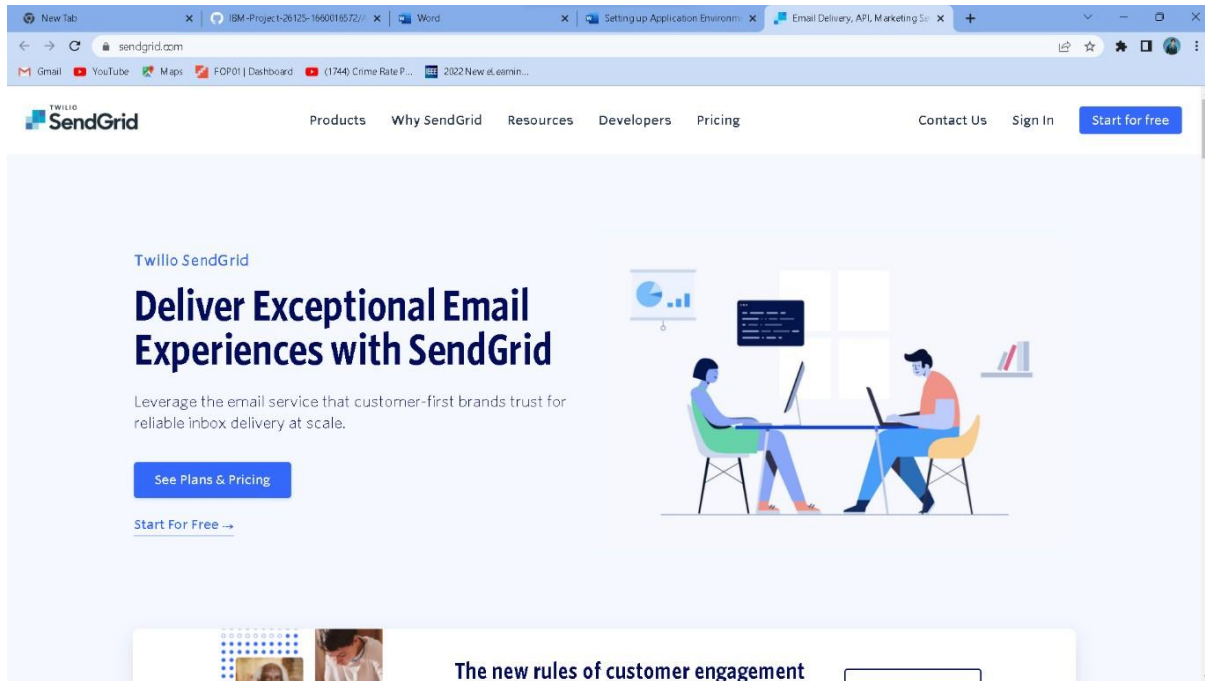 New Tab
IBM-Project-26125-1660016572/
Word
Setting up Application Environm
Email Delivery, API, Marketing Se
sendgrid.com
Gmail
YouTube
Maps
FOP01 | Dashboard
(1744) Crime Rate P...
2022 New eLearnin...
TWILIO
SendGrid
Products
Why SendGrid
Resources
Developers
Pricing
Contact Us
Sign In
Start for free
Twilio SendGrid
Deliver Exceptional Email
Experiences with SendGrid
Leverage the email service that customer-first brands trust for
reliable inbox delivery at scale.
See Plans & Pricing
Start For Free →
The new rules of customer engagement